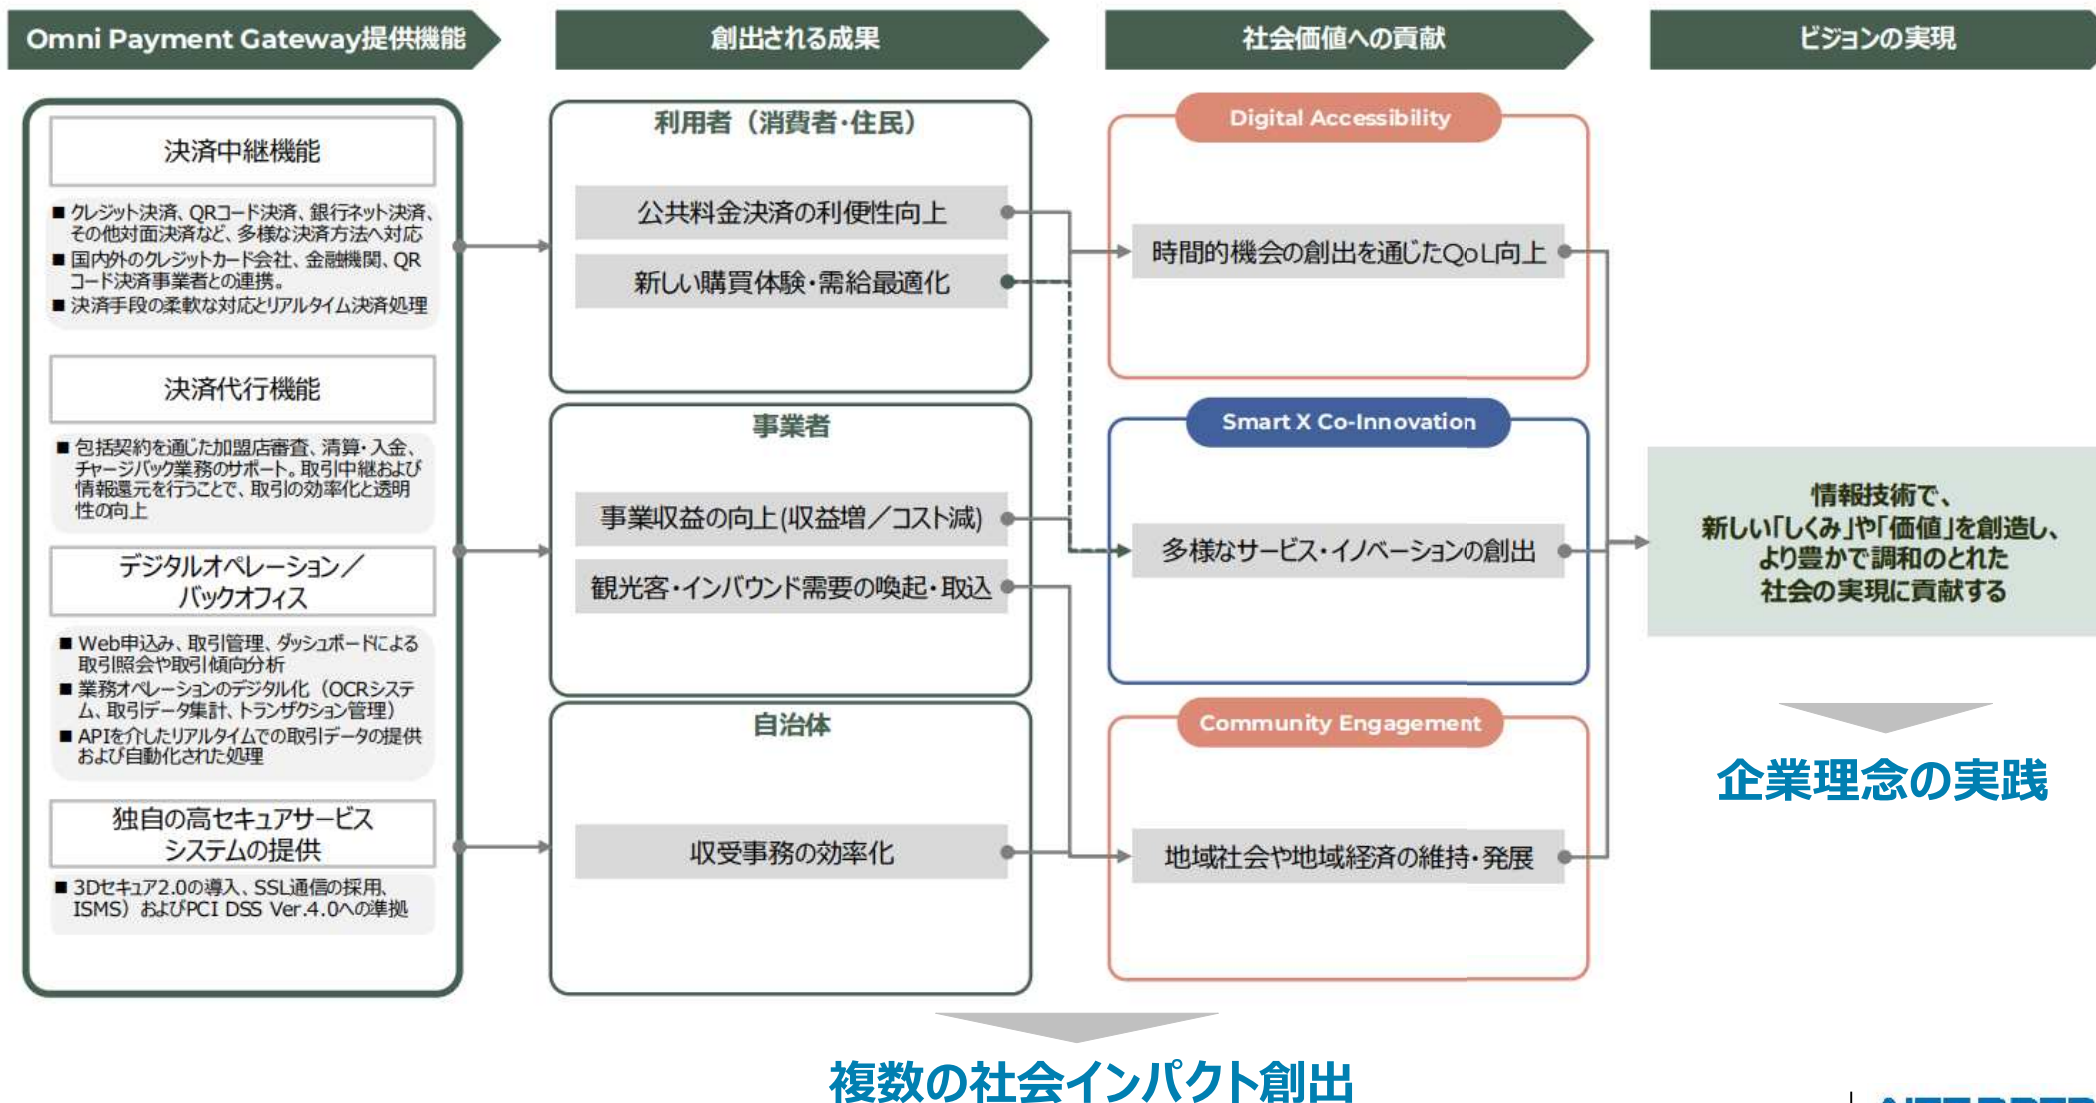 Omni Payment Gateway提供機能
創出される成果
社会価値への貢献
ビジョンの実現
決済中継機能
■ クレジット決済、QRコード決済、銀行ネット決済、
その他対面決済など、多様な決済方法へ対応
■ 国内外のクレジットカード会社、金融機関、QR
コード決済事業者との連携。
■ 決済手段の柔軟な対応とリアルタイム決済処理
決済代行機能
■ 包括契約を通じた加盟店審査、清算・入金、
チャージバック業務のサポート。取引中継および
情報還元を行うことで、取引の効率化と透明
性の向上
デジタルオペレーション／
バックオフィス
■ Web申込み、取引管理、ダッシュボードによる
取引照会や取引傾向分析
■ 業務オペレーションのデジタル化（OCRシステ
ム、取引データ集計、トランザクション管理）
■ APIを介したリアルタイムでの取引データの提供
および自動化された処理
独自の高セキュアサービス
システムの提供
■ 3Dセキュア2.0の導入、SSL通信の採用、
ISMS）およびPCI DSS Ver.4.0への準拠
利用者（消費者・住民）
公共料金決済の利便性向上
新しい購買体験・需給最適化
事業者
事業収益の向上(収益増／コスト減)
観光客・インバウンド需要の喚起・取込
自治体
収受事務の効率化
Digital Accessibility
時間的機会の創出を通じたQoL向上
Smart X Co-Innovation
多様なサービス・イノベーションの創出
Community Engagement
地域社会や地域経済の維持・発展
情報技術で、
新しい「しくみ」や「価値」を創造し、
より豊かで調和のとれた
社会の実現に貢献する
企業理念の実践
複数の社会インパクト創出